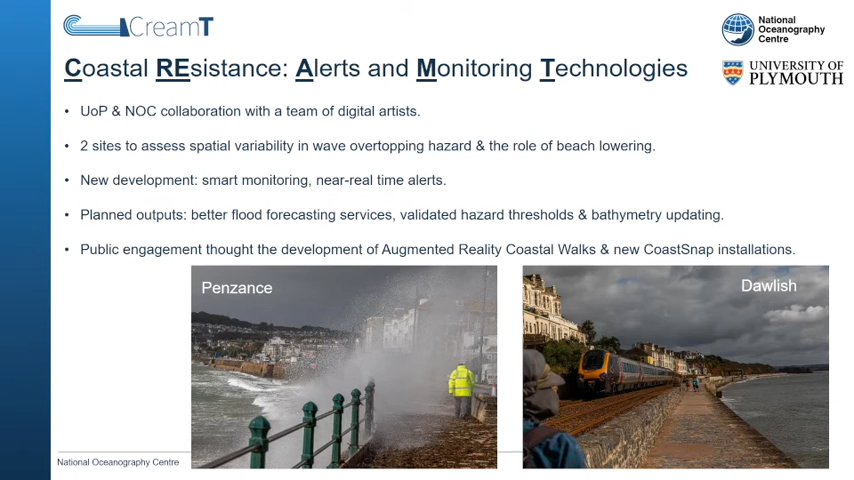 CreamT
National
Oceanography
Centre
Coastal REsistance: Alerts and Monitoring Technologies
UNIVERSITY OF
PLYMOUTH
• UoP & NOC collaboration with a team of digital artists.
• 2 sites to assess spatial variability in wave overtopping hazard & the role of beach lowering.
• New development: smart monitoring, near-real time alerts.
• Planned outputs: better flood forecasting services, validated hazard thresholds & bathymetry updating.
• Public engagement thought the development of Augmented Reality Coastal Walks & new CoastSnap installations.
Penzance
Dawlish
National Oceanography Centre